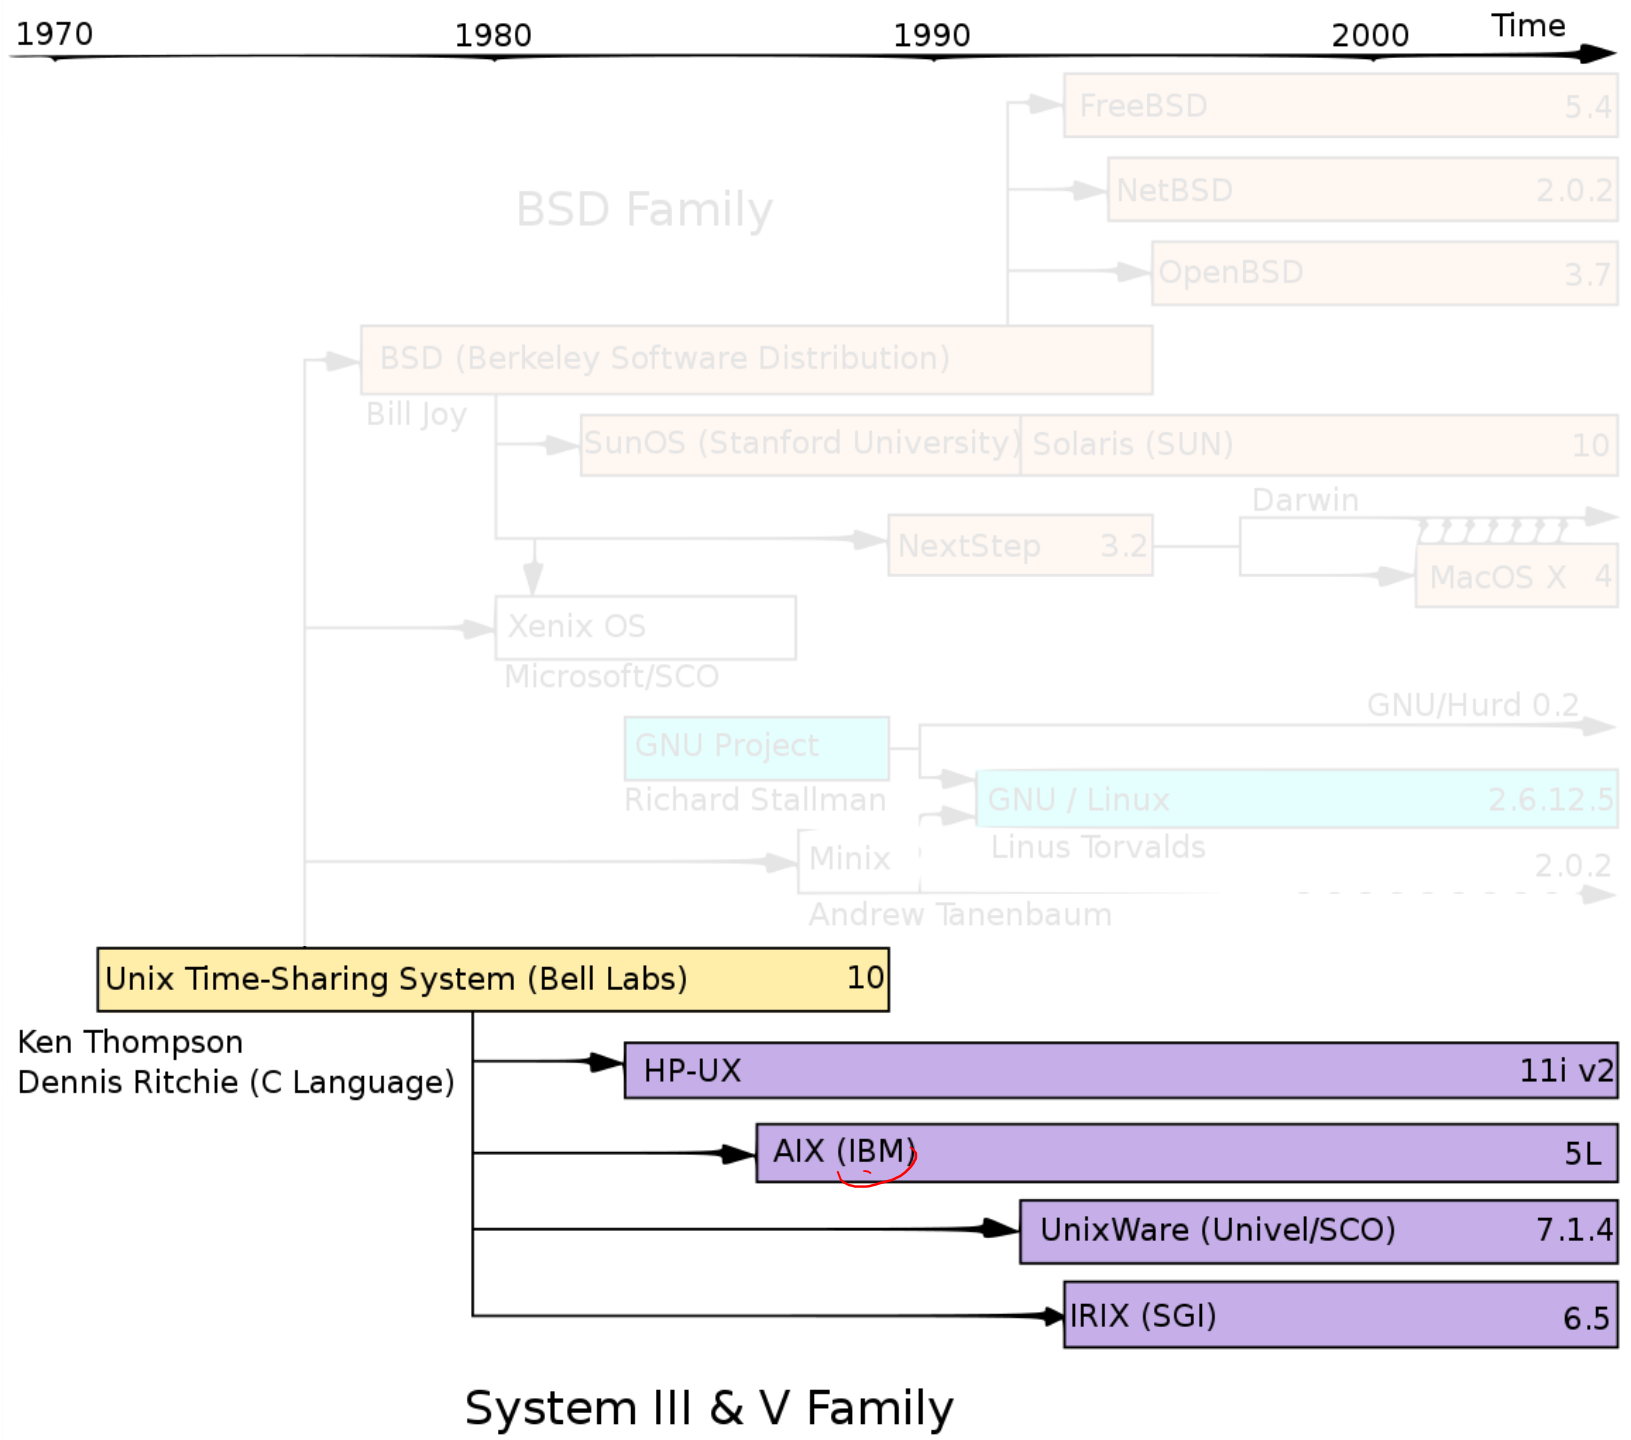 1970 1980 1990 2000 Time
FreeBSD 5.4
NetBSD 2.0.2
BSD Family
OpenBSD 3.7
BSD (Berkeley Software Distribution)
Bill Joy
SunOS (Stanford University) Solaris (SUN) 10
Darwin
NextStep 3.2
MacOS X 4
Xenix OS
Microsoft/SCO
GNU/Hurd 0.2
GNU Project
Richard Stallman
GNU / Linux 2.6.12.5
Linus Torvalds
Minix 2.0.2
Andrew Tanenbaum
Unix Time-Sharing System (Bell Labs) 10
Ken Thompson
Dennis Ritchie (C Language)
HP-UX 11i v2
AIX (IBM) 5L
UnixWare (Univel/SCO) 7.1.4
IRIX (SGI) 6.5
System III & V Family